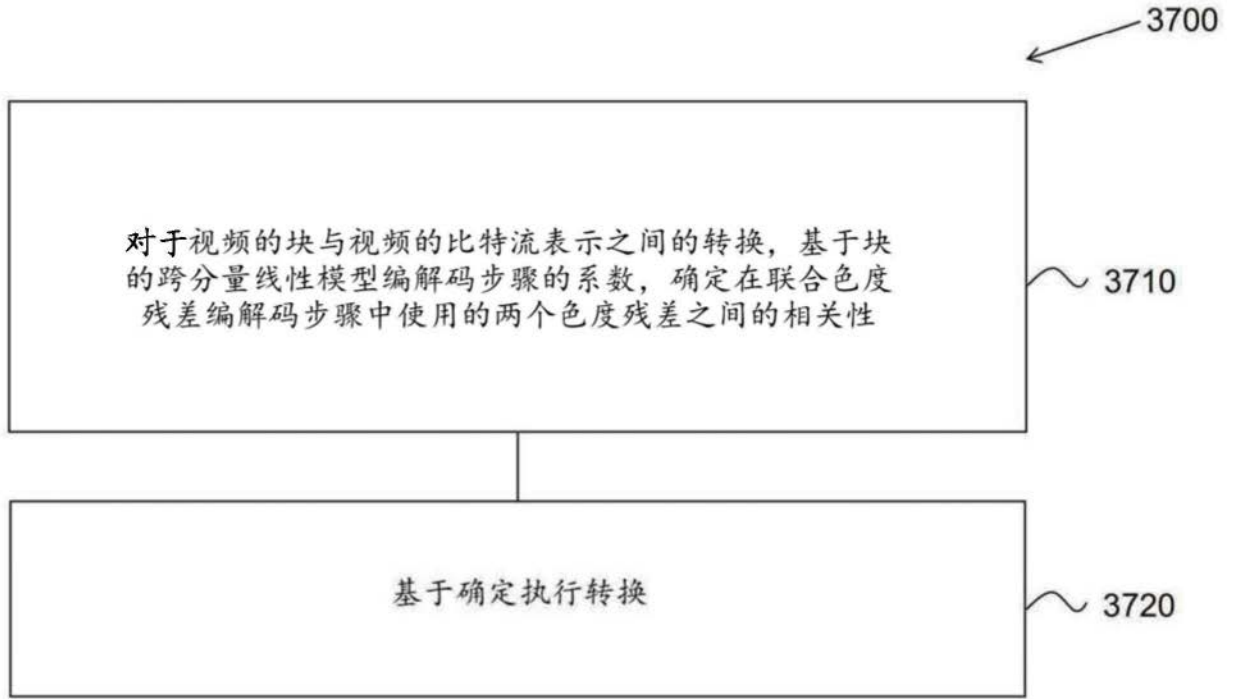 3700
对于视频的块与视频的比特流表示之间的转换，基于块
的跨分量线性模型编解码步骤的系数，确定在联合色度
残差编解码步骤中使用的两个色度残差之间的相关性
3710
基于确定执行转换
3720